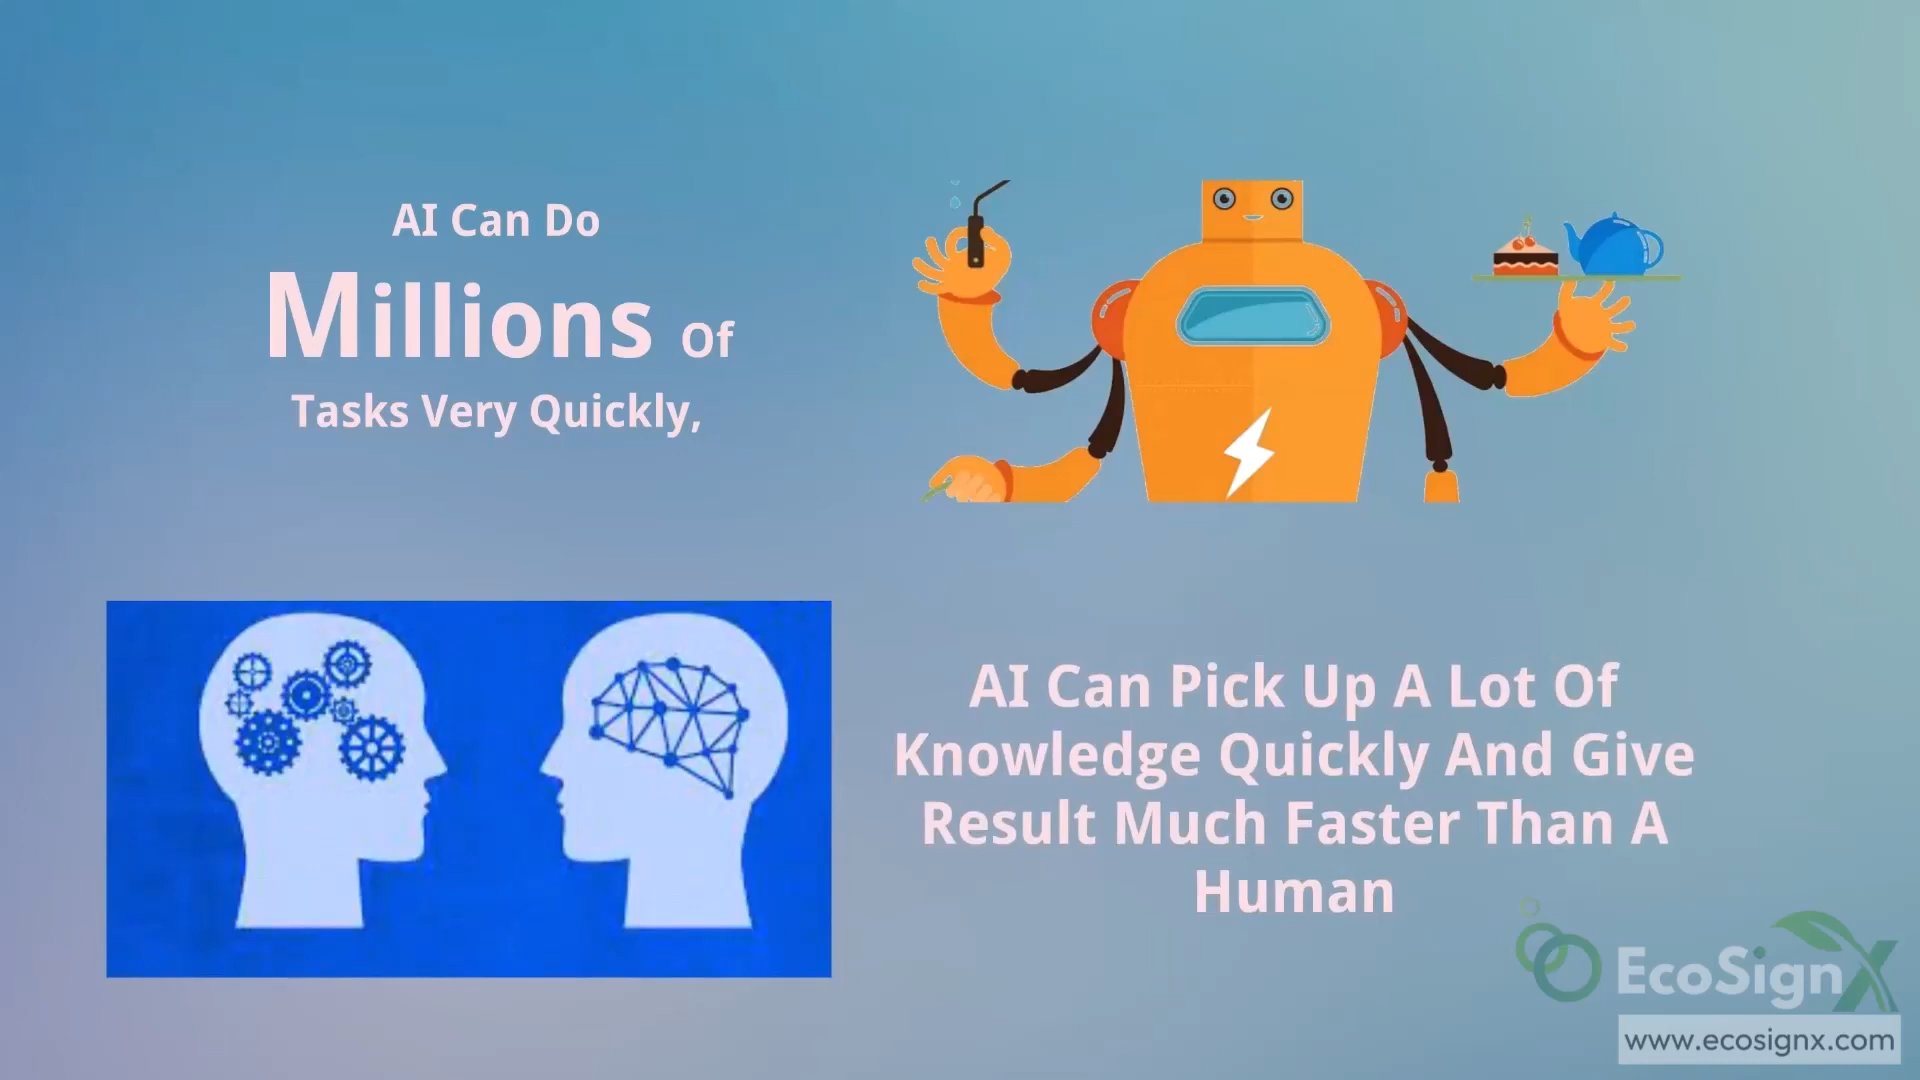 AI Can Do
Millions Of
Tasks Very Quickly,
AI Can Pick Up A Lot Of
Knowledge Quickly And Give
Result Much Faster Than A
Human
EcoSignX
www.ecosignx.com